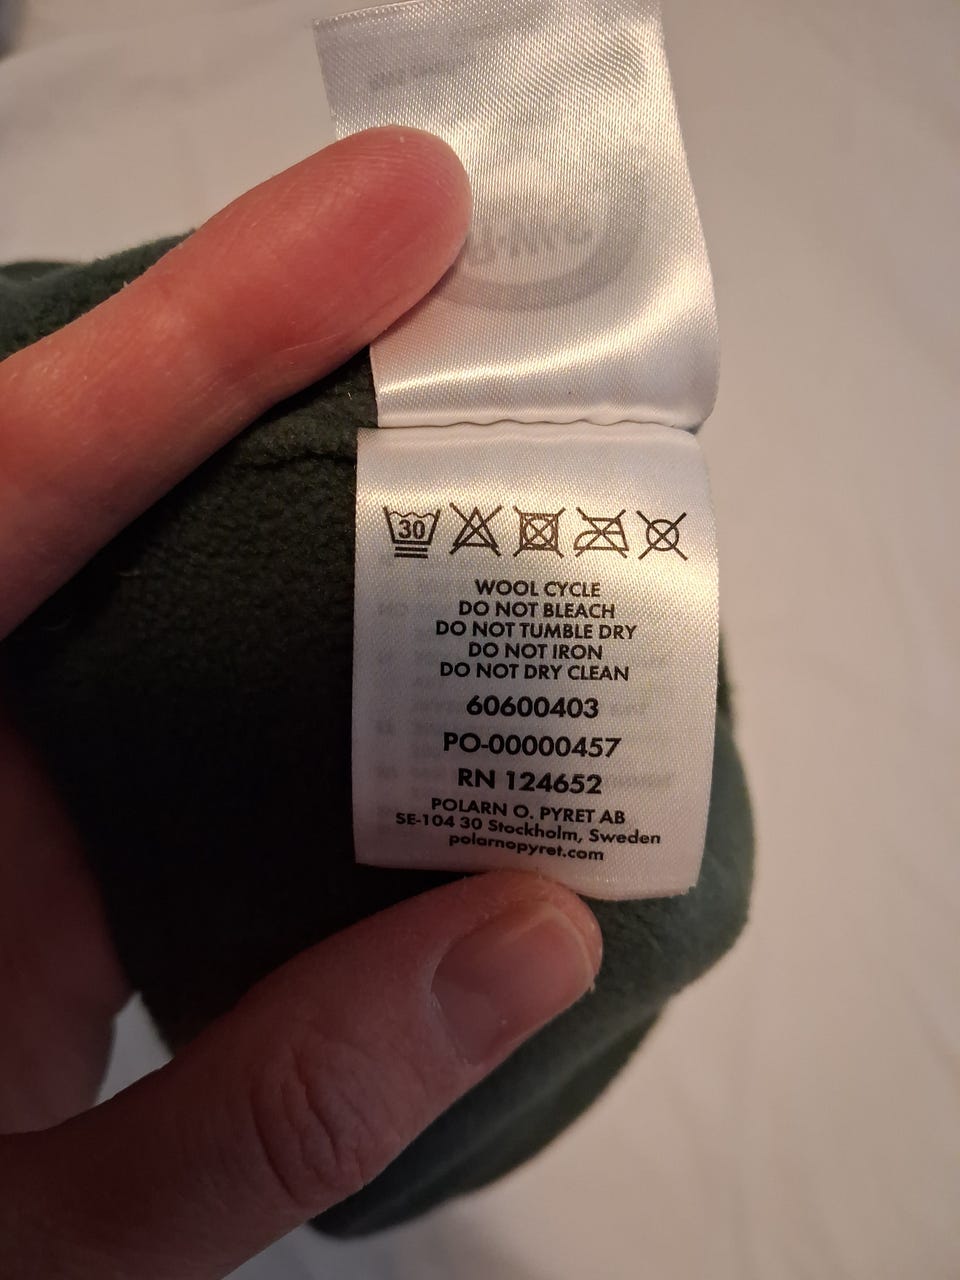 30
WOOL CYCLE
DO NOT BLEACH
DO NOT TUMBLE DRY
DO NOT IRON
DO NOT DRY CLEAN
60600403
PO-00000457
RN 124652
POLARN O. PYRET AB
SE-104 30 Stockholm, Sweden
polarnopyret.com